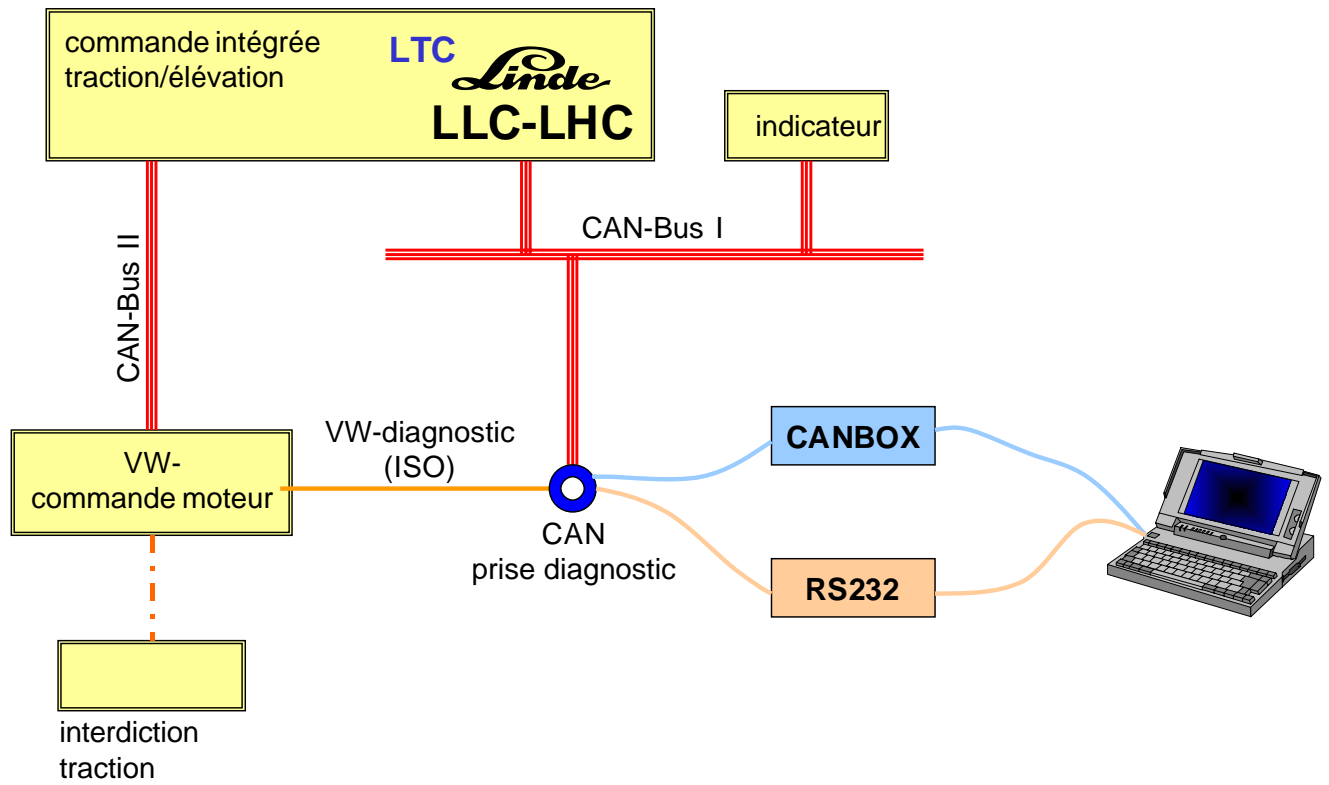 commande intégrée
traction/élévation
LTC
Linde
LLC-LHC
indicateur
CAN-Bus I
CAN-Bus II
VW-diagnostic
(ISO)
VW-
commande moteur
CANBOX
CAN
prise diagnostic
RS232
interdiction
traction